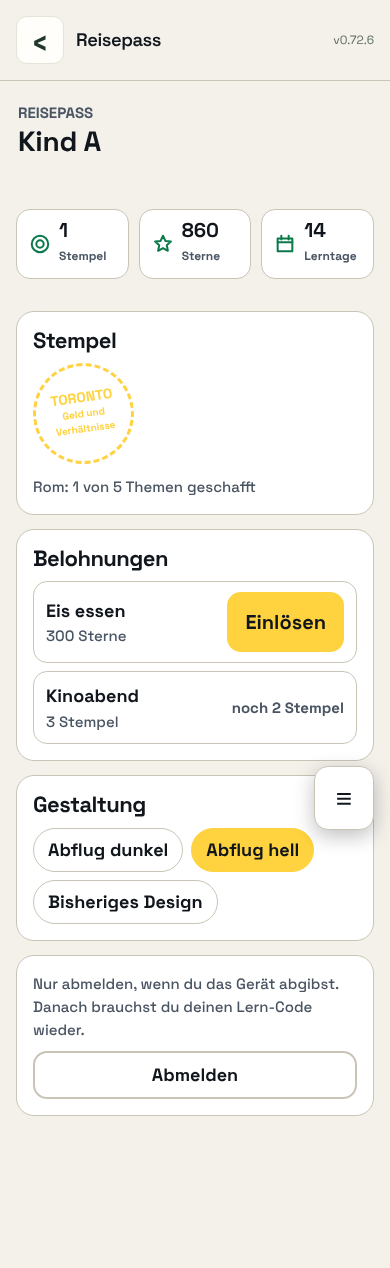 <
Reisepass
v0.72.6
REISEPASS
Kind A
1
Stempel
860
Sterne
14
Lerntage
Stempel
TORONTO
Geld und
Verhältnisse
Rom: 1 von 5 Themen geschafft
Belohnungen
Eis essen
300 Sterne
Einlösen
Kinoabend
3 Stempel
noch 2 Stempel
Gestaltung
Abflug dunkel
Abflug hell
Bisheriges Design
Nur abmelden, wenn du das Gerät abgibst.
Danach brauchst du deinen Lern-Code
wieder.
Abmelden